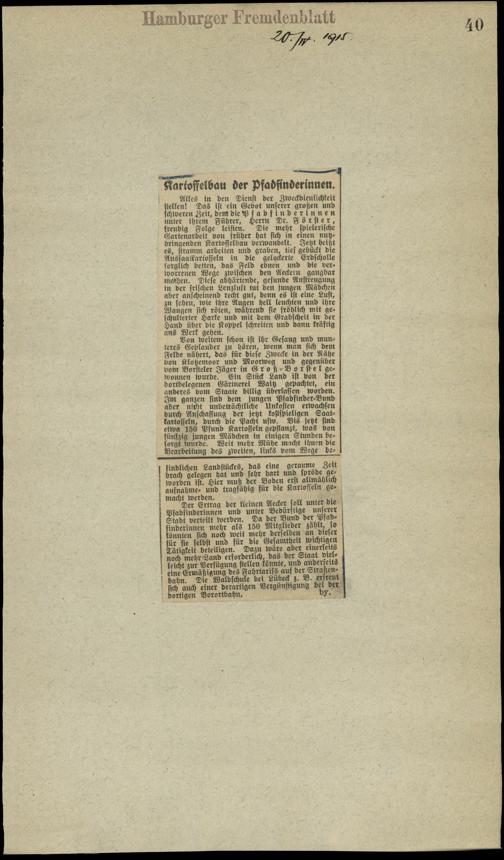 Hamburger Fremdenblatt
40
20./IV. 1915.
Kartoffelbau der Pfadfinderinnen.
Alles in den Dienst der Zweckdienlichkeit
stellen! Das ist ein Gebot unserer großen und
schweren Zeit, dem die Pfadfinderinnen
unter ihrem Führer, Herrn Dr. Förster,
freudig Folge leisten. Die mehr spielerische
Gartenarbeit von früher hat sich in einen nutz-
bringenden Kartoffelbau verwandelt. Jetzt heißt
es, stramm arbeiten und graben, tief gebückt die
Aussaatkartoffeln in die gelockerte Erdscholle
sorglich betten, das Feld ebnen und die ver-
worrenen Wege zwischen den Aeckern gangbar
machen. Diese abhärtende, gesunde Anstrengung
in der frischen Lenzluft tut den jungen Mädchen
aber anscheinend recht gut, denn es ist eine Lust,
zu sehen, wie ihre Augen hell leuchten und ihre
Wangen sich röten, während sie fröhlich mit ge-
schulterter Harke und mit dem Grabscheit in der
Hand über die Koppel schreiten und dann kräftig
ans Werk gehen.
Von weitem schon ist ihr Gesang und mun-
teres Geplauder zu hören, wenn man sich dem
Felde nähert, das für diese Zwecke in der Nähe
von Klotzenmoor und Moorweg und gegenüber
vom Borsteler Jäger in Groß-Borstel ge-
wonnen wurde. Ein Stück Land ist von der
dortbelegenen Gärtnerei Waitz gepachtet, ein
anderes vom Staate billig überlassen worden.
Im ganzen sind dem jungen Pfadfinder-Bund
aber nicht unbeträchtliche Unkosten erwachsen
durch Anschaffung der jetzt kostspieligen Saat-
kartoffeln, durch die Pacht usw. Bis jetzt sind
etwa 150 Pfund Kartoffeln gepflanzt, was von
fünfzig jungen Mädchen in einigen Stunden be-
sorgt wurde. Weit mehr Mühe macht ihnen die
Bearbeitung des zweiten, links vom Wege be-
findlichen Landstückes, das eine geraume Zeit
brach gelegen hat und sehr hart und spröde ge-
worden ist. Hier muß der Boden erst allmählich
aufnahme- und tragfähig für die Kartoffeln ge-
macht werden.
Der Ertrag der kleinen Aecker soll unter die
Pfadfinderinnen und unter Bedürftige unserer
Stadt verteilt werden. Da der Bund der Pfad-
finderinnen mehr als 150 Mitglieder zählt, so
könnten sich noch weit mehr derselben an dieser
für sie selbst und für die Gesamtheit wichtigen
Tätigkeit beteiligen. Dazu wäre aber einerseits
noch mehr Land erforderlich, das der Staat viel-
leicht zur Verfügung stellen könnte, und anderseits
eine Ermäßigung des Fahrtarifs auf der Straßen-
bahn. Die Waldschule bei Lübeck z. B. erfreut
sich auch einer derartigen Vergünstigung bei der
dortigen Vorortbahn. by.